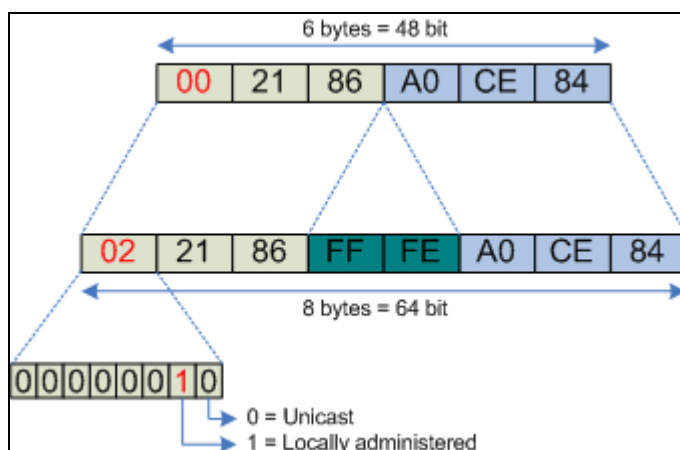 6 bytes = 48 bit
00 21 86 A0 CE 84
02 21 86 FF FE A0 CE 84
8 bytes = 64 bit
0 0 0 0 0 0 1 0
0 = Unicast
1 = Locally administered